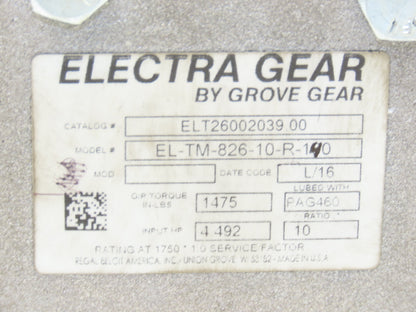 ELECTRA GEAR
BY GROVE GEAR
CATALOG # ELT26002039.00
MODEL # EL-TM-826-10-R-140
MOD DATE CODE L/16
O/P TORQUE IN-LBS 1475 LUBED WITH PAG460
INPUT HP 4.492 RATIO 10
RATING AT 1750 * 1.0 SERVICE FACTOR
REGAL BELOIT AMERICA, INC. / UNION GROVE, WI 53182 - MADE IN U.S.A.